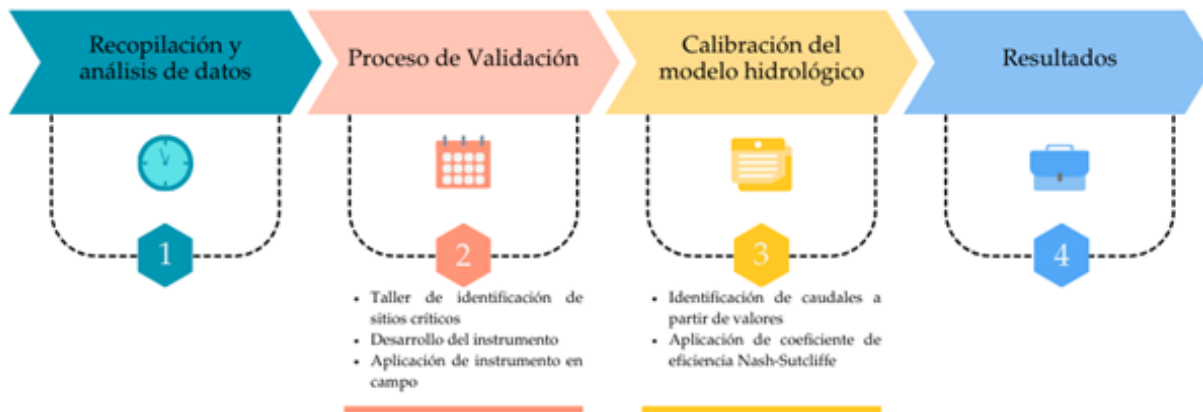 Recopilación y
análisis de datos
Proceso de Validación
Calibración del
modelo hidrológico
Resultados
1
2
3
4
• Taller de identificación de
sitios críticos
• Desarrollo del instrumento
• Aplicación de instrumento en
campo
• Identificación de caudales a
partir de valores
• Aplicación de coeficiente de
eficiencia Nash-Sutcliffe